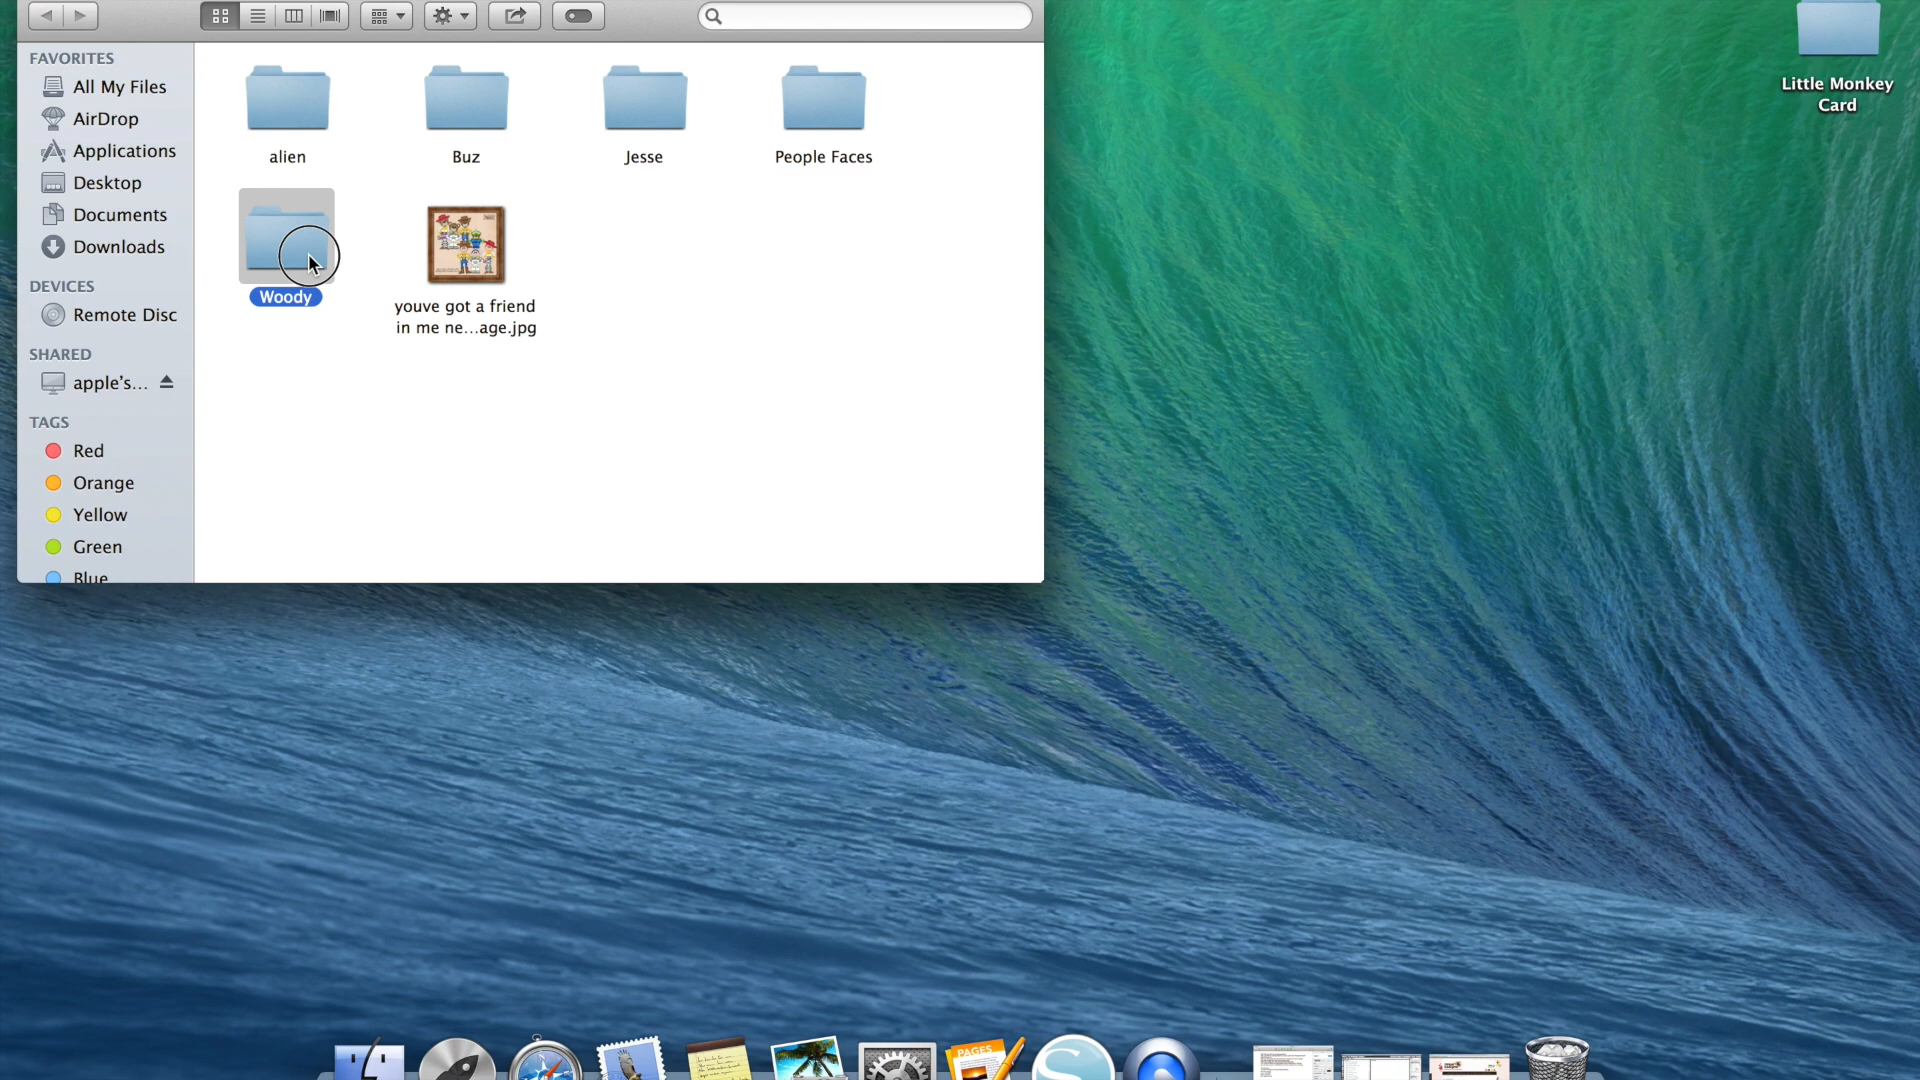 FAVORITES
All My Files
AirDrop
Applications
Desktop
Documents
Downloads
DEVICES
Remote Disc
SHARED
apple's...
TAGS
Red
Orange
Yellow
Green
Blue
alien
Buz
Jesse
People Faces
Woody
youve got a friend
in me ne...age.jpg
Little Monkey
Card
PAGES